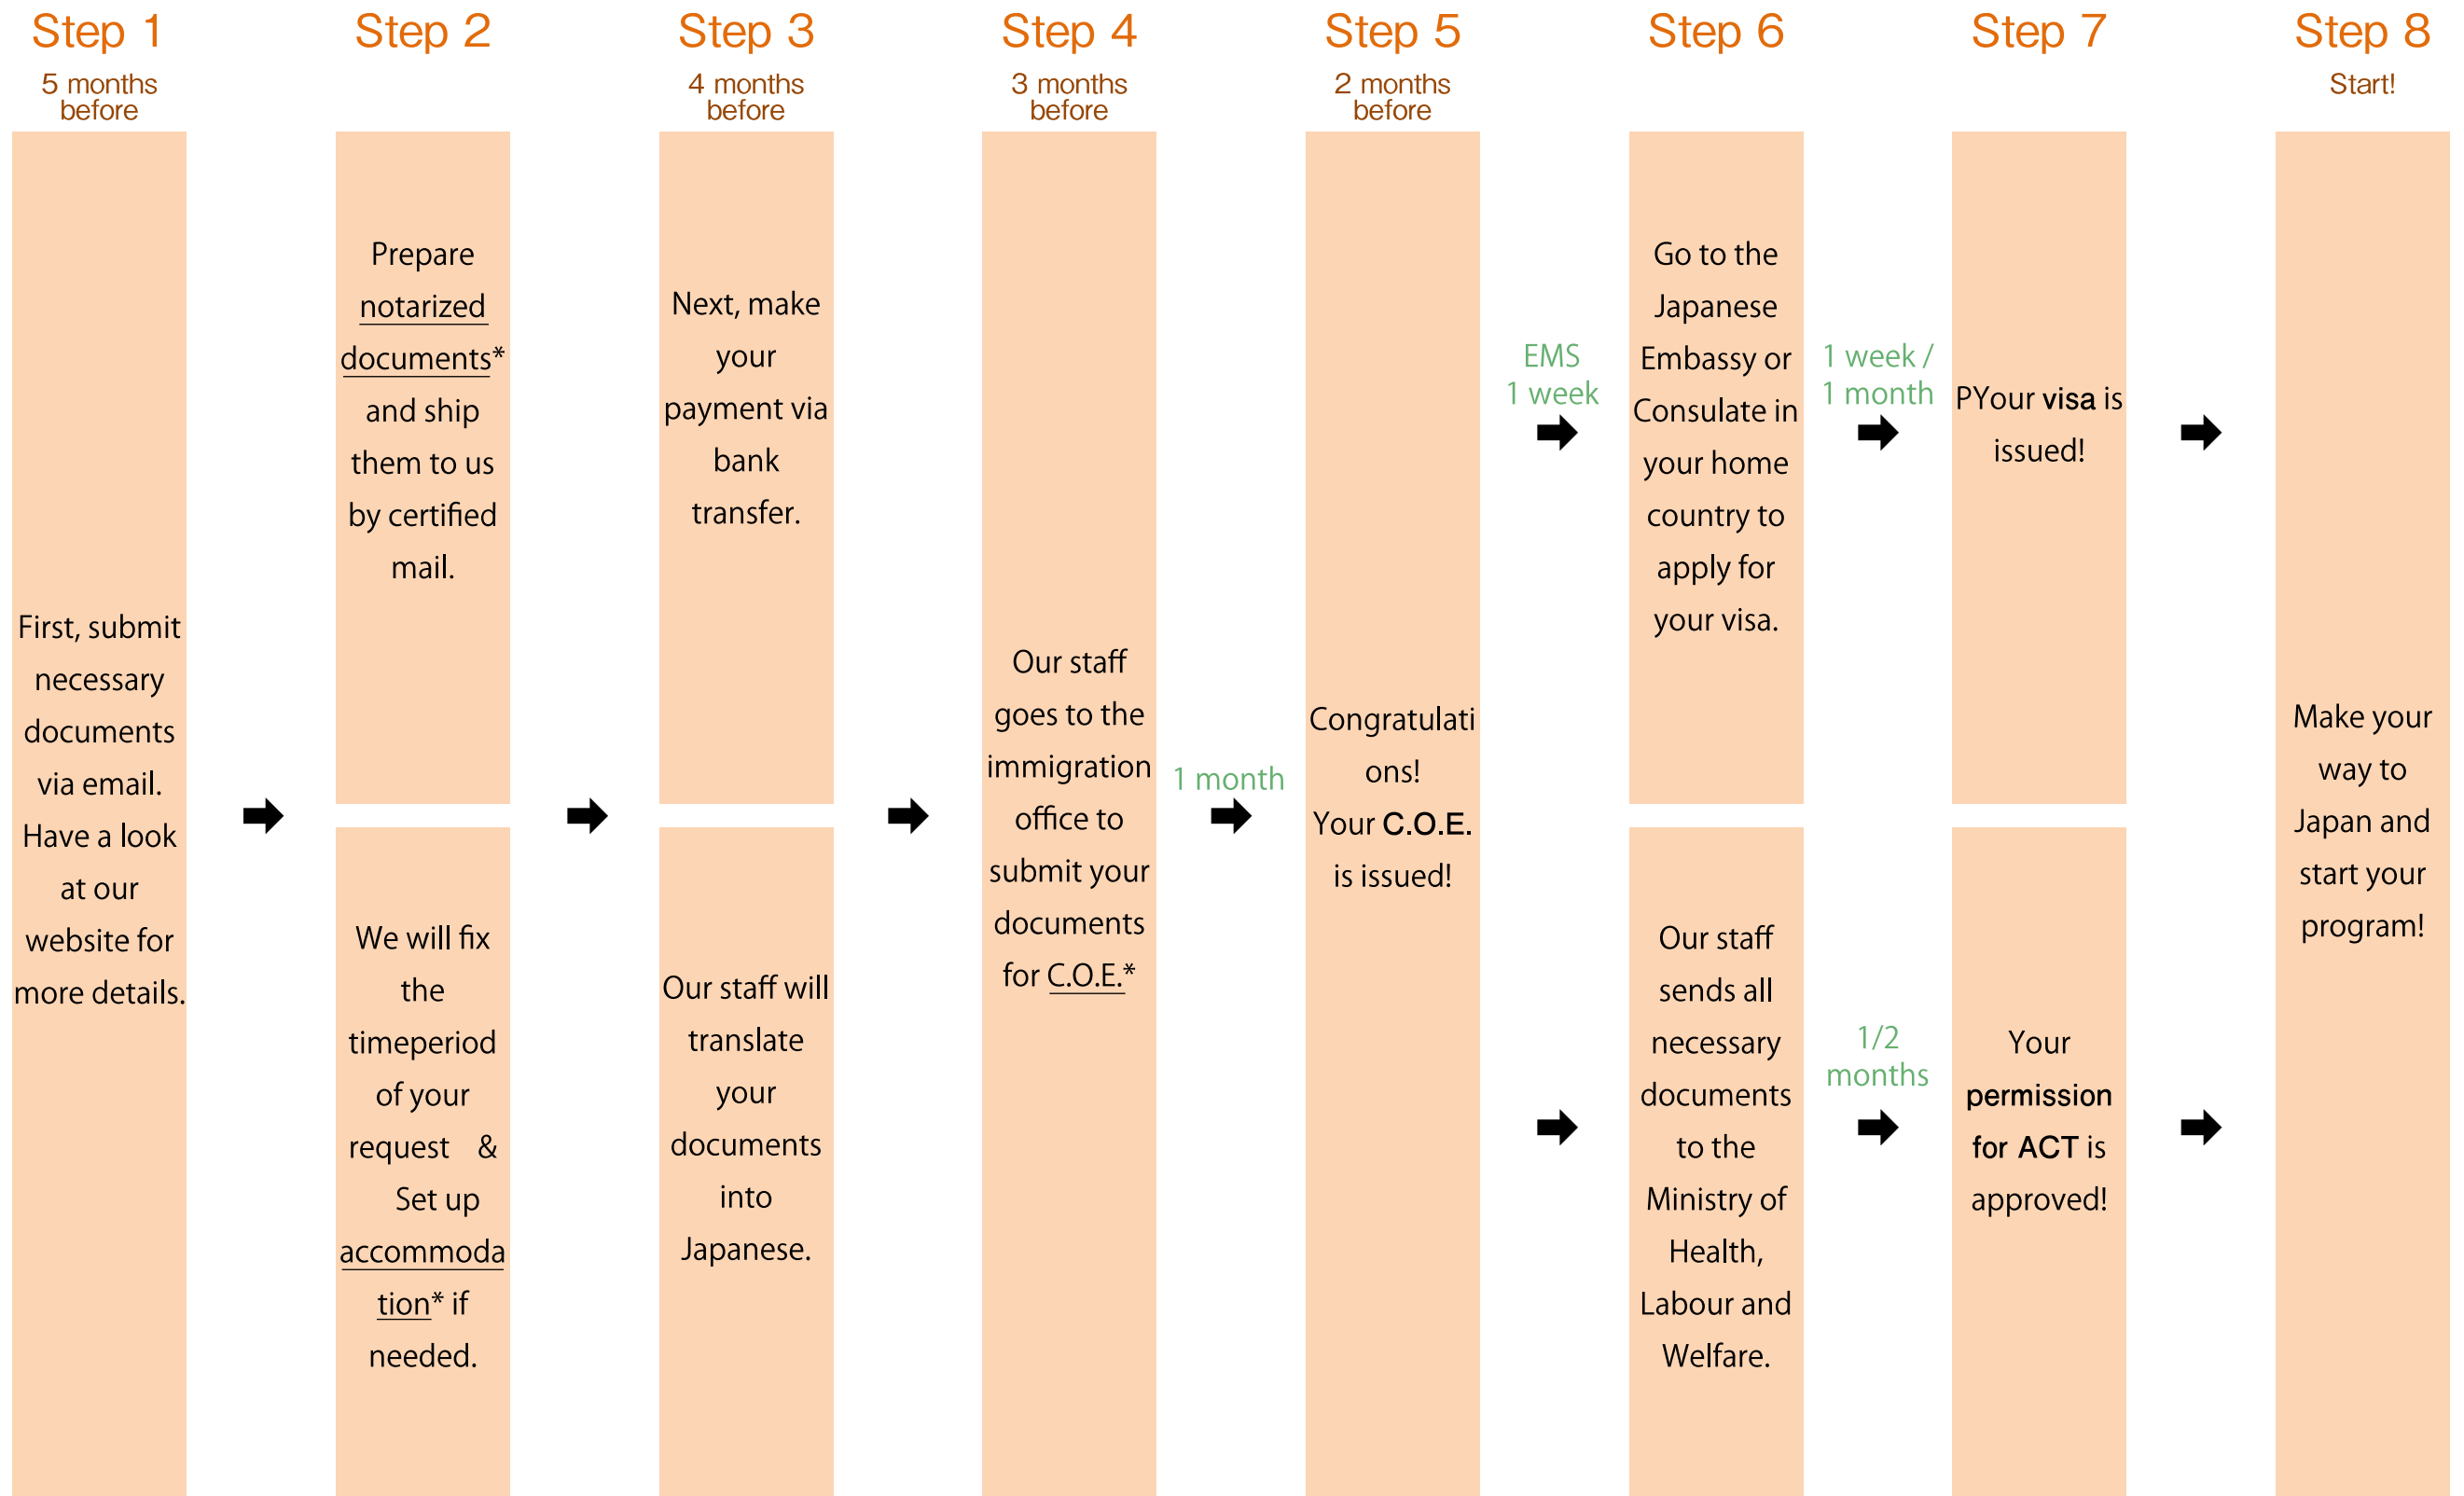 Step 1
5 months
before
First, submit
necessary
documents
via email.
Have a look
at our
website for
more details.
Step 2
Prepare
notarized
documents*
and ship
them to us
by certified
mail.
We will fix
the
timeperiod
of your
request &
Set up
accommoda
tion* if
needed.
Step 3
4 months
before
Next, make
your
payment via
bank
transfer.
Our staff will
translate
your
documents
into
Japanese.
Step 4
3 months
before
Our staff
goes to the
immigration
office to
submit your
documents
for C.O.E.*
1 month
Step 5
2 months
before
Congratulati
ons!
Your C.O.E.
is issued!
EMS
1 week
Step 6
Go to the
Japanese
Embassy or
Consulate in
your home
country to
apply for
your visa.
Our staff
sends all
necessary
documents
to the
Ministry of
Health,
Labour and
Welfare.
1 week /
1 month
1/2
months
Step 7
PYour visa is
issued!
Your
permission
for ACT is
approved!
Step 8
Start!
Make your
way to
Japan and
start your
program!